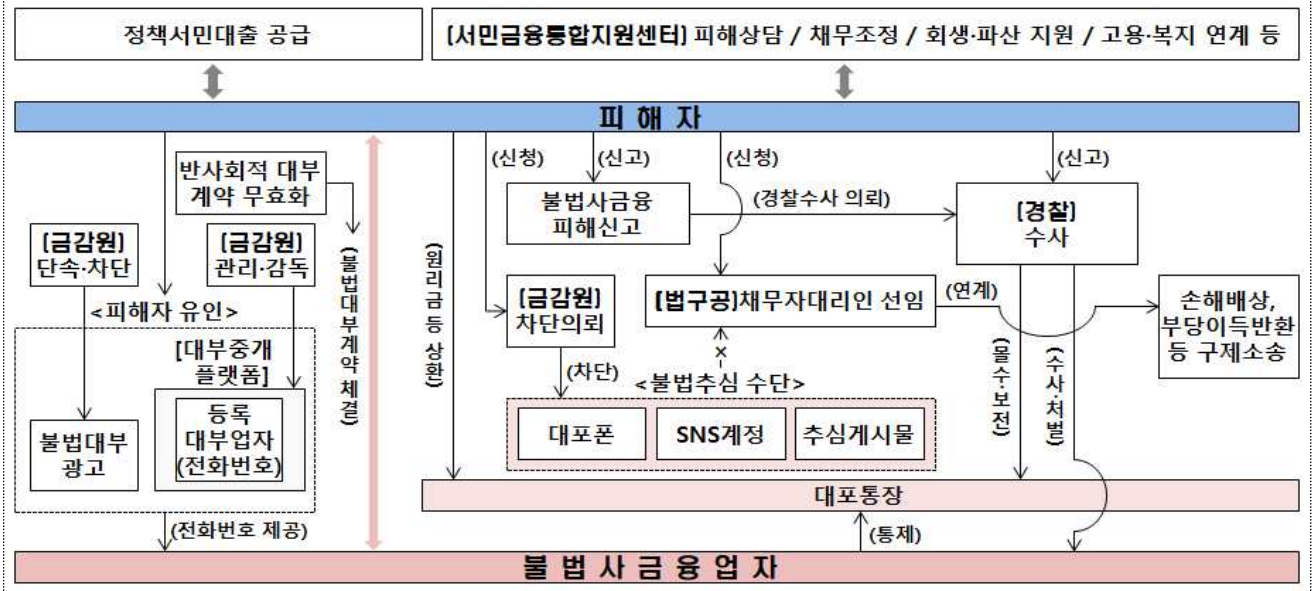 정책서민대출 공급
[서민금융통합지원센터] 피해상담 / 채무조정 / 회생·파산 지원 / 고용·복지 연계 등
피 해 자
반사회적 대부
계약 무효화
(신청)
(신고)
(신청)
(신고)
불법사금융
피해신고
(경찰수사 의뢰)
[경찰]
수사
[금감원]
단속·차단
[금감원]
관리·감독
(불법대부계약 체결)
(원리금 등 상환)
<피해자 유인>
[금감원]
차단의뢰
[법구공]채무자대리인 선임
(연계)
손해배상,
부당이득반환
등 구제소송
[대부중개
플랫폼]
(차단)
×
<불법추심 수단>
(몰수·보전)
(수사·처벌)
불법대부
광고
등록
대부업자
(전화번호)
대포폰
SNS계정
추심게시물
대포통장
(전화번호 제공)
(통제)
불 법 사 금 융 업 자